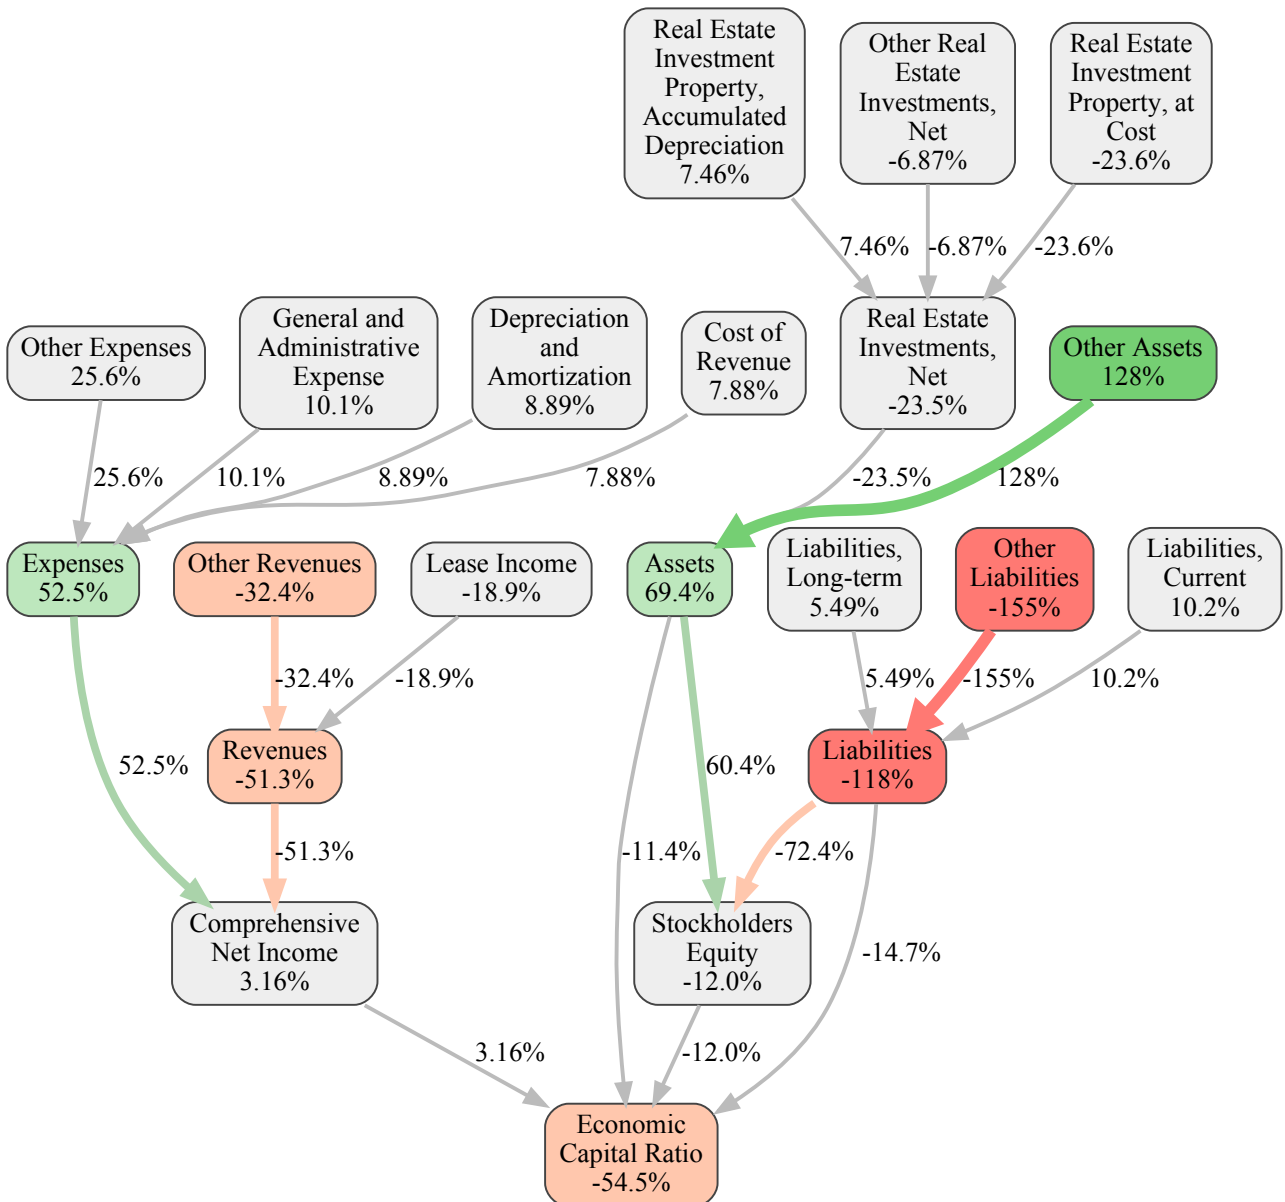 Real Estate
Investment
Property,
Accumulated
Depreciation
7.46%
Other Real
Estate
Investments,
Net
-6.87%
Real Estate
Investment
Property, at
Cost
-23.6%
7.46%
-6.87%
-23.6%
Other Expenses
25.6%
General and
Administrative
Expense
10.1%
Depreciation
and
Amortization
8.89%
Cost of
Revenue
7.88%
Real Estate
Investments,
Net
-23.5%
Other Assets
128%
25.6%
10.1%
8.89%
7.88%
-23.5%
128%
Expenses
52.5%
Other Revenues
-32.4%
Lease Income
-18.9%
Assets
69.4%
Liabilities,
Long-term
5.49%
Other
Liabilities
-155%
Liabilities,
Current
10.2%
-32.4%
-18.9%
5.49%
-155%
10.2%
52.5%
Revenues
-51.3%
60.4%
Liabilities
-118%
-51.3%
-11.4%
-72.4%
Comprehensive
Net Income
3.16%
Stockholders
Equity
-12.0%
-14.7%
3.16%
-12.0%
Economic
Capital Ratio
-54.5%